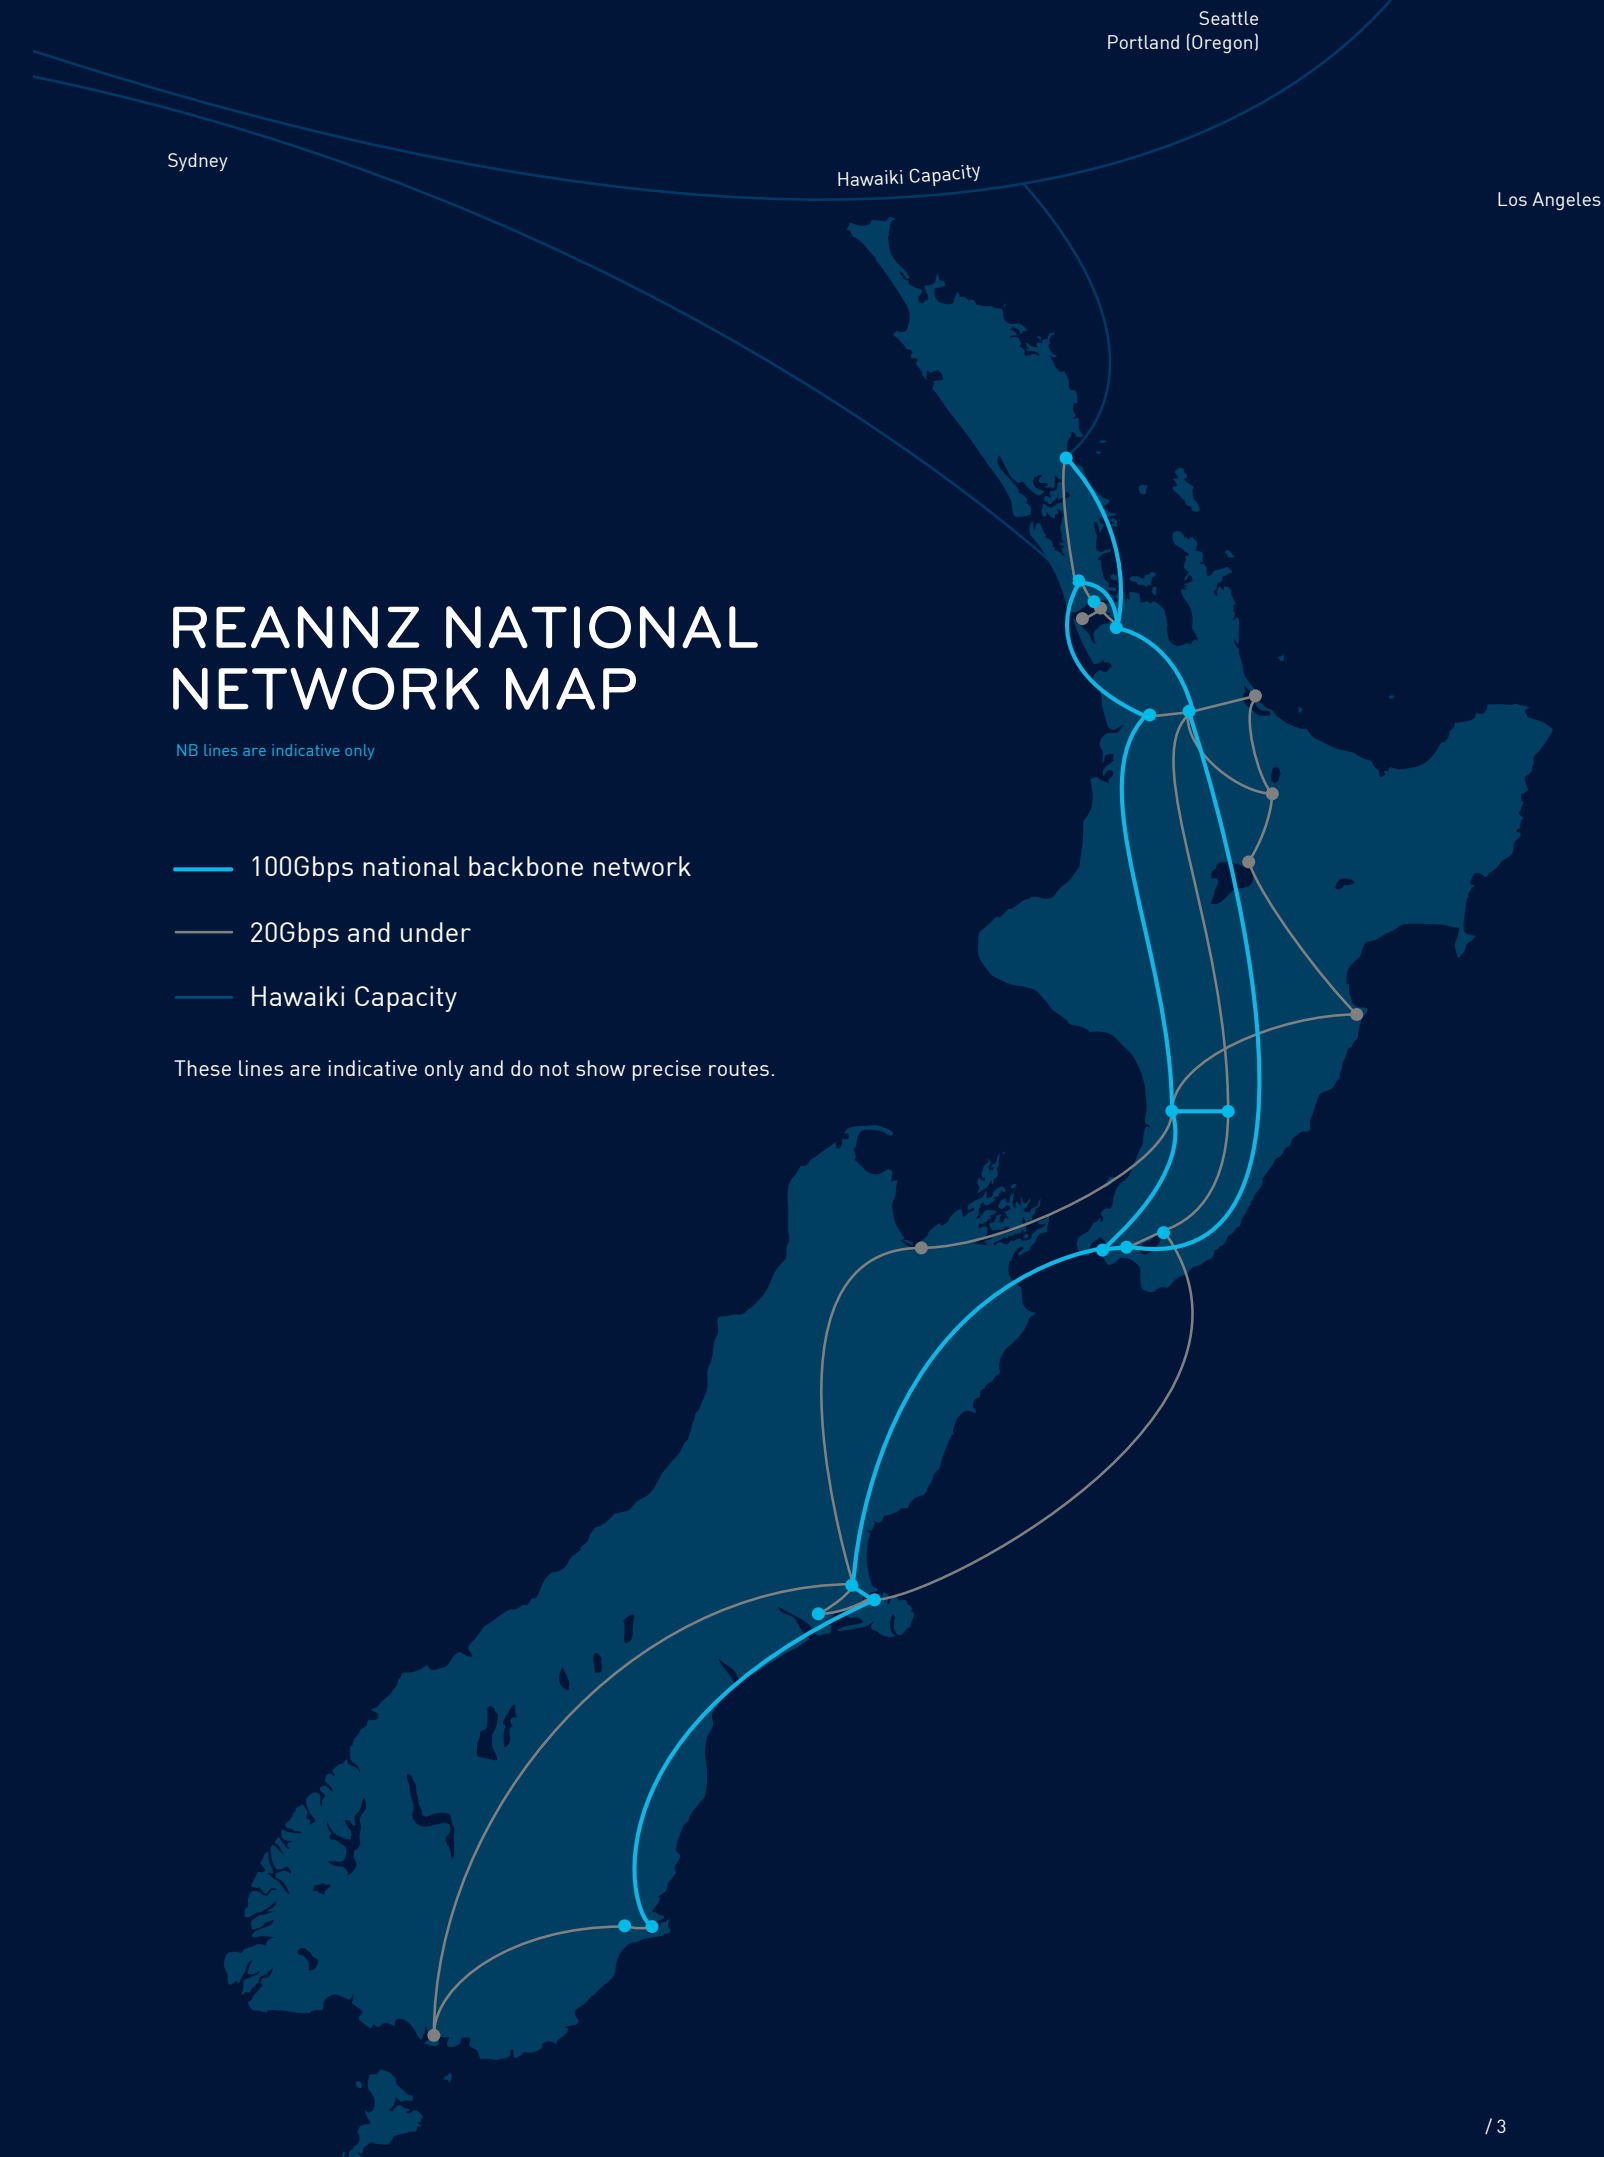 Seattle
Portland (Oregon)
Sydney
Hawaiki Capacity
Los Angeles
REANNZ NATIONAL
NETWORK MAP
NB lines are indicative only
100Gbps national backbone network
20Gbps and under
Hawaiki Capacity
These lines are indicative only and do not show precise routes.
/ 3